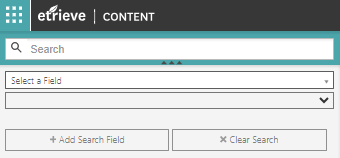 etrieve | CONTENT
Search
Select a Field
+ Add Search Field
✖ Clear Search